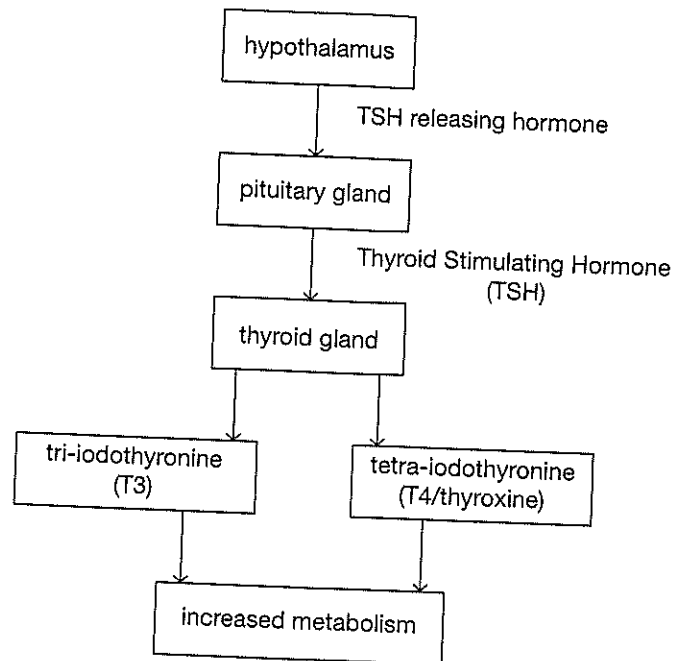 hypothalamus
TSH releasing hormone
pituitary gland
Thyroid Stimulating Hormone
(TSH)
thyroid gland
tri-iodothyronine
(T3)
tetra-iodothyronine
(T4/thyroxine)
increased metabolism